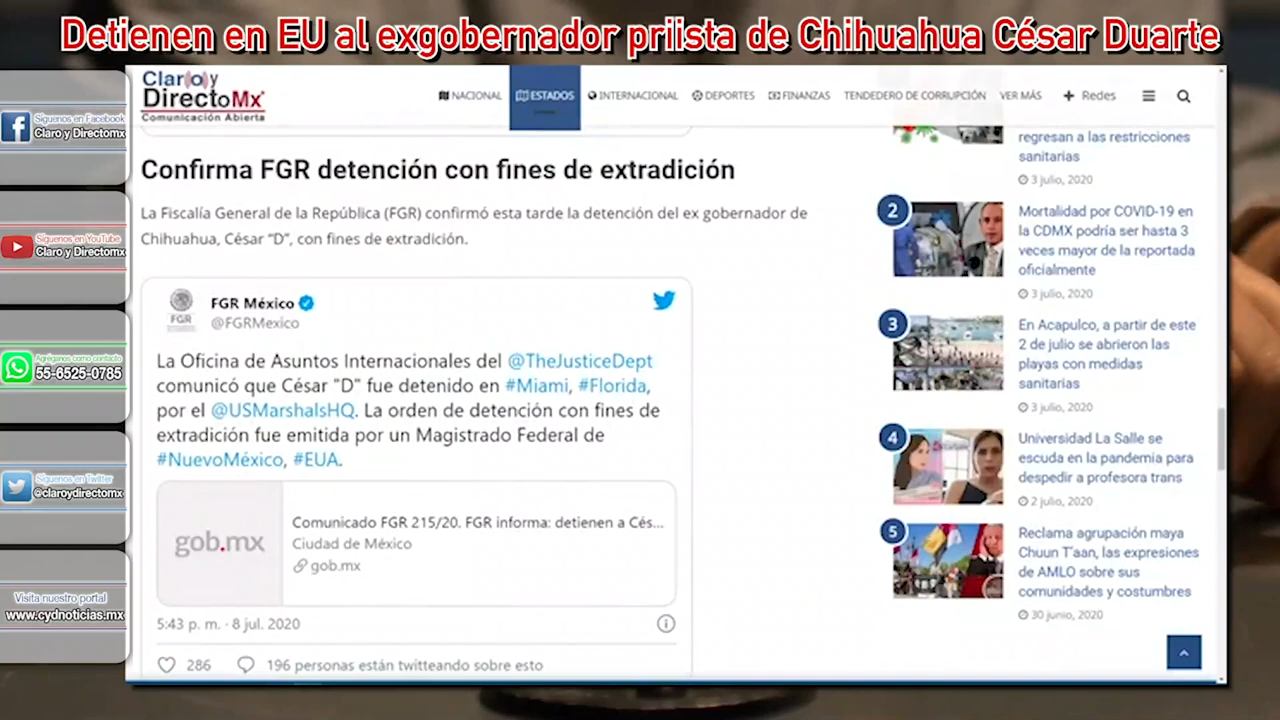 Detienen en EU al exgobernador priista de Chihuahua César Duarte
Síguenos en Facebook
Claro y Directomx
Síguenos en YouTube
Claro y Directomx
Agréganos como contacto
55-6525-0785
Síguenos en Twitter
@claroydirectomx
Visita nuestro portal
www.cydnoticias.mx
Claro y
DirectoMx
Comunicación Abierta
NACIONAL
ESTADOS
INTERNACIONAL
DEPORTES
FINANZAS
TENDEDERO DE CORRUPCIÓN
VER MÁS
Redes
Confirma FGR detención con fines de extradición
La Fiscalía General de la República (FGR) confirmó esta tarde la detención del ex gobernador de
Chihuahua, César "D", con fines de extradición.
FGR
FGR México
@FGRMexico
La Oficina de Asuntos Internacionales del @TheJusticeDept
comunicó que César "D" fue detenido en #Miami, #Florida,
por el @USMarshalsHQ. La orden de detención con fines de
extradición fue emitida por un Magistrado Federal de
#NuevoMéxico, #EUA.
gob.mx
Comunicado FGR 215/20. FGR informa: detienen a Cés...
Ciudad de México
gob.mx
5:43 p. m. · 8 jul. 2020
286
196 personas están twitteando sobre esto
regresan a las restricciones
sanitarias
3 julio, 2020
2
Mortalidad por COVID-19 en
la CDMX podría ser hasta 3
veces mayor de la reportada
oficialmente
3 julio, 2020
3
En Acapulco, a partir de este
2 de julio se abrieron las
playas con medidas
sanitarias
3 julio, 2020
4
Universidad La Salle se
escuda en la pandemia para
despedir a profesora trans
2 julio, 2020
5
Reclama agrupación maya
Chuun T'aan, las expresiones
de AMLO sobre sus
comunidades y costumbres
30 junio, 2020